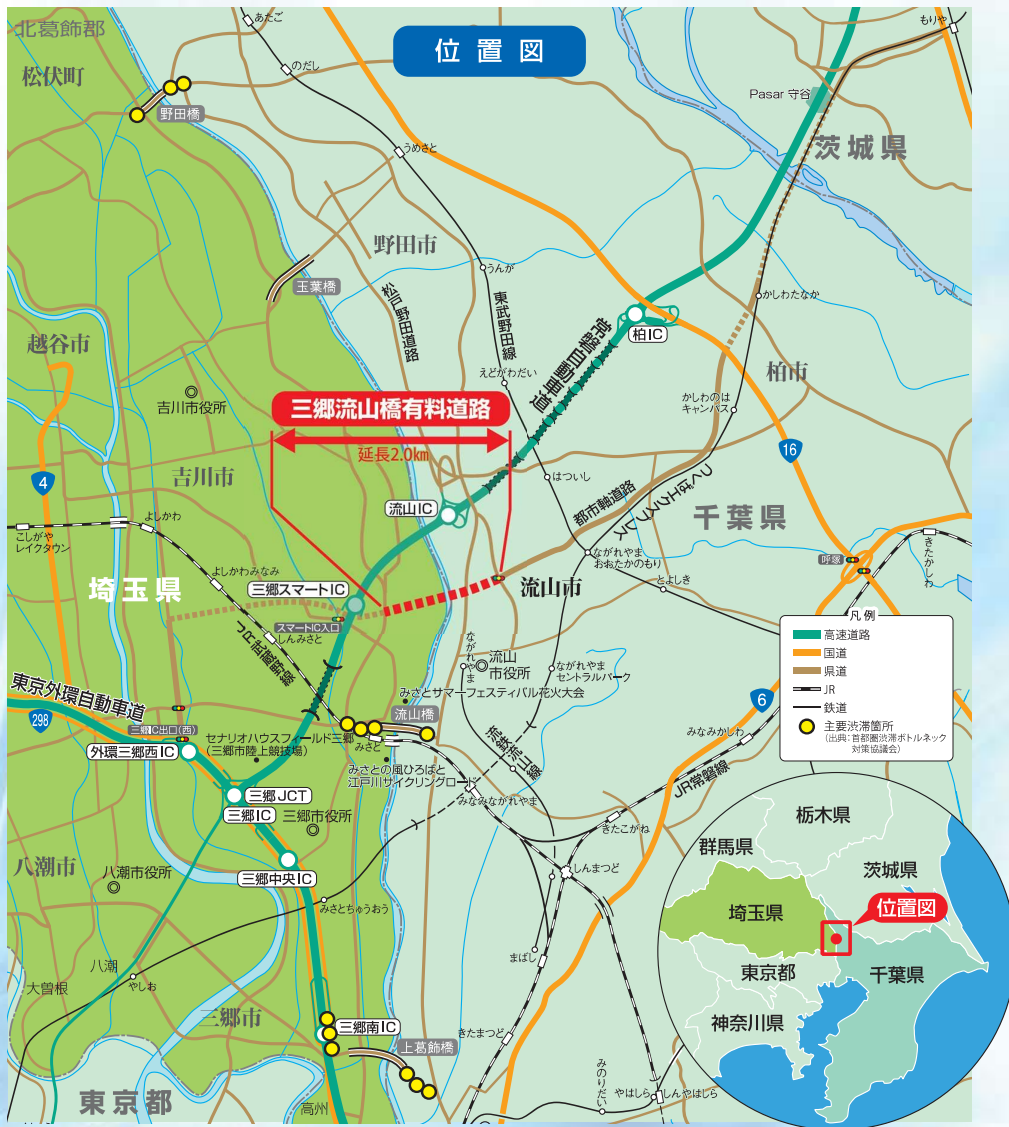 位置図
北葛飾郡
松伏町
あたご
のだし
もりや
Pasar 守谷
野田橋
茨城県
うめさと
野田市
うんが
玉葉橋
松戸野田道路
東武野田線
常磐自動車道
柏IC
かしわたなか
越谷市
吉川市役所
えどがわだい
柏市
かしわのは
キャンパス
三郷流山橋有料道路
延長2.0km
16
4
吉川市
はついし
都市軸道路
つくばエクスプレス
千葉県
流山IC
よしかわ
こしがや
レイクタウン
きたかしわ
呼塚
ながれやま
おおたかのもり
よしかわみなみ
とよしき
埼玉県
三郷スマートIC
流山市
スマートIC入口
しんみさと
JR武蔵野線
ながれやま
流山
市役所
ながれやま
セントラルパーク
凡例
高速道路
国道
県道
JR
鉄道
主要渋滞箇所
(出典:首都圏渋滞ボトルネック
対策協議会)
東京外環自動車道
298
6
みさとサマーフェスティバル花火大会
流山橋
三郷IC出口(西)
外環三郷西IC
セナリオハウスフィールド三郷
(三郷市陸上競技場)
みさと
みなみかしわ
流鉄流山線
みさとの風ひろばと
江戸川サイクリングロード
JR常磐線
三郷JCT
三郷IC
三郷市役所
みなみながれやま
きたこがね
八潮市
八潮市役所
三郷中央IC
しんまつど
みさとちゅうおう
八潮
やしお
大曽根
まばし
三郷市
三郷南IC
上葛飾橋
きたまつど
みのりだい
やはしら
しんやはしら
東京都
高州
栃木県
群馬県
茨城県
埼玉県
位置図
東京都
千葉県
神奈川県